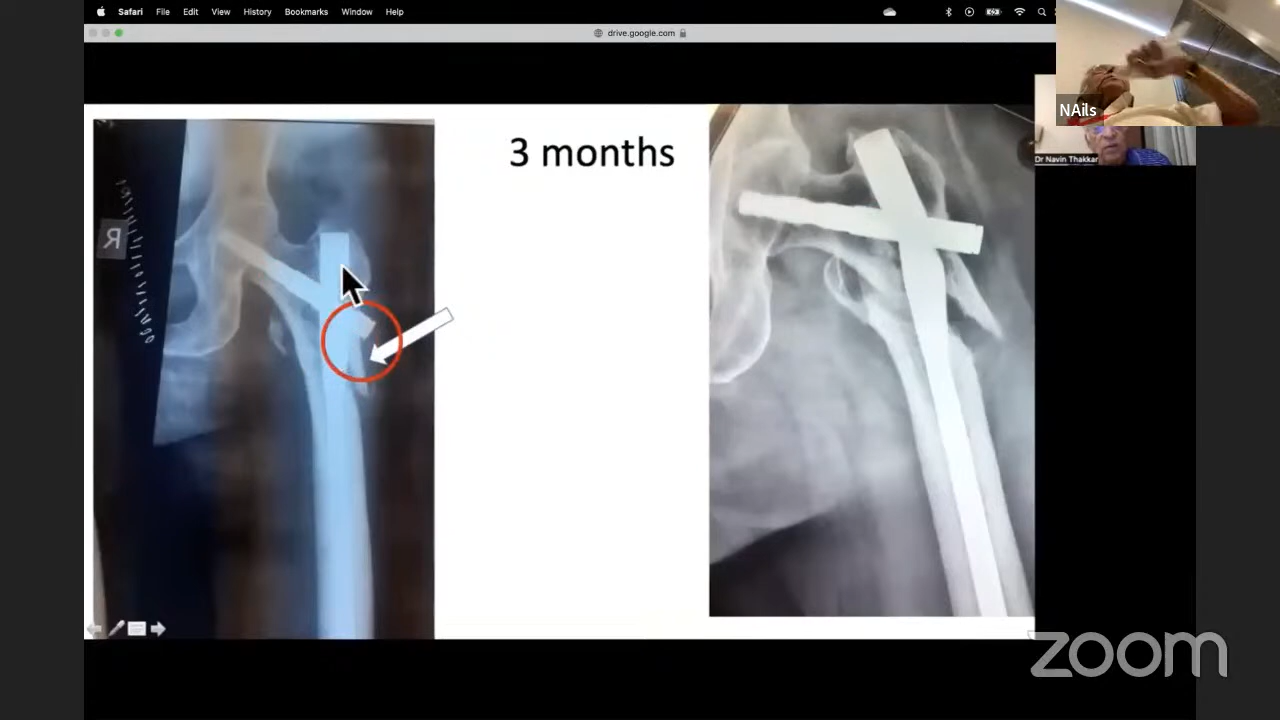 Safari File Edit View History Bookmarks Window Help
drive.google.com
NAils
Dr Navin Thakkar
3 months
R
zoom